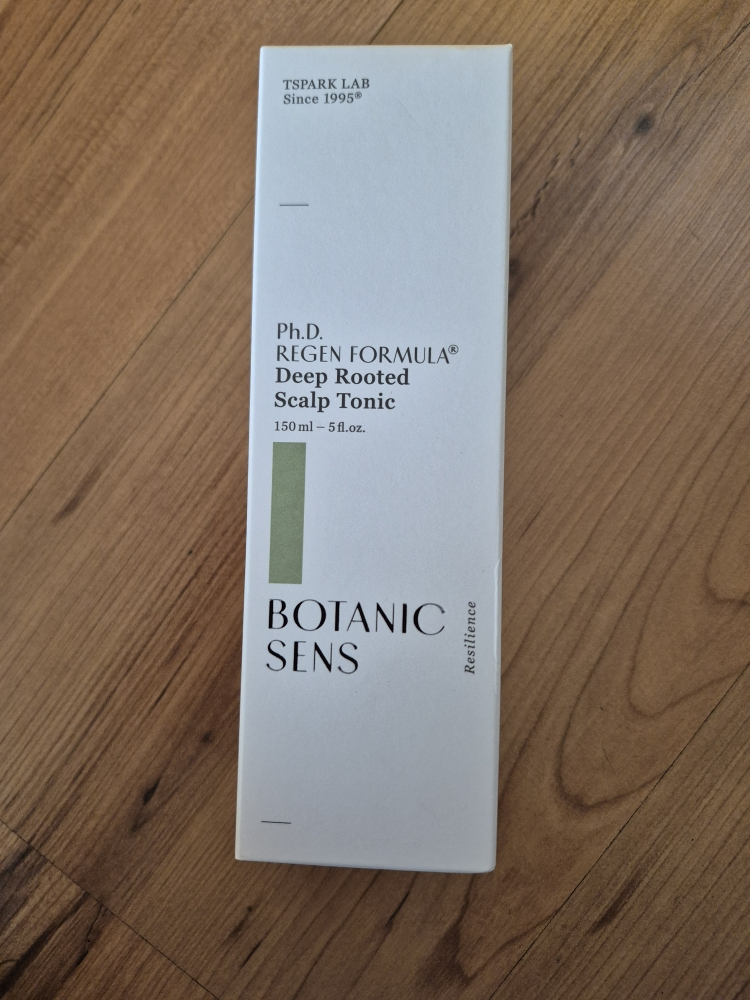 TSPARK LAB
Since 1995®
Ph.D.
REGEN FORMULA®
Deep Rooted
Scalp Tonic
150 ml – 5 fl.oz.
BOTANIC
SENS
Resilience